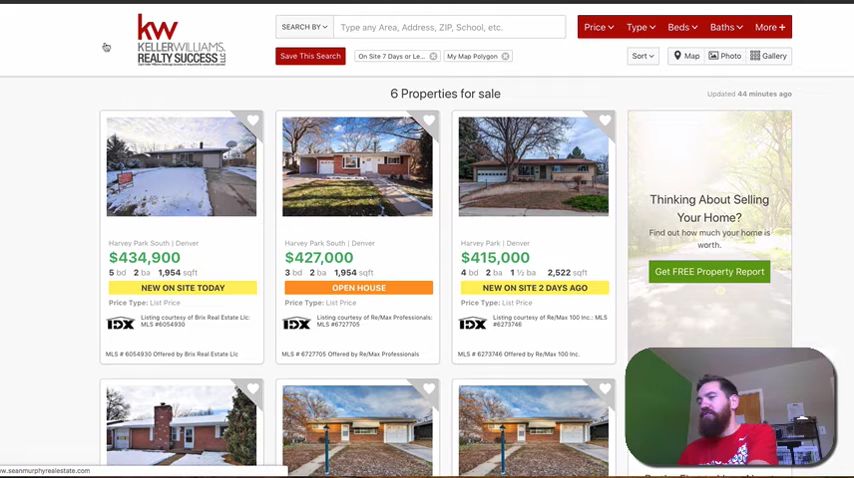 kw
KELLERWILLIAMS.
REALTY SUCCESS
SEARCH BY
Type any Area, Address, ZIP, School, etc.
Price
Type
Beds
Baths
More +
Save This Search
On Site 7 Days or Le...
My Map Polygon
Sort
Map
Photo
Gallery
6 Properties for sale
Updated 44 minutes ago
Harvey Park South | Denver
$434,900
5 bd 2 ba 1,954 sqft
NEW ON SITE TODAY
Price Type: List Price
IDX
Listing courtesy of Brix Real Estate Llc:
MLS #6054930
MLS # 6054930 Offered by Brix Real Estate Llc
Harvey Park South | Denver
$427,000
3 bd 2 ba 1,954 sqft
OPEN HOUSE
Price Type: List Price
IDX
Listing courtesy of Re/Max Professionals:
MLS #6727705
MLS # 6727705 Offered by Re/Max Professionals
Harvey Park | Denver
$415,000
4 bd 2 ba 1 ½ ba 2,522 sqft
NEW ON SITE 2 DAYS AGO
Price Type: List Price
IDX
Listing courtesy of Re/Max 100 Inc.: MLS
#6273746
MLS # 6273746 Offered by Re/Max 100 Inc.
Thinking About Selling
Your Home?
Find out how much your home is
worth.
Get FREE Property Report
w.seanmurphyrealestate.com